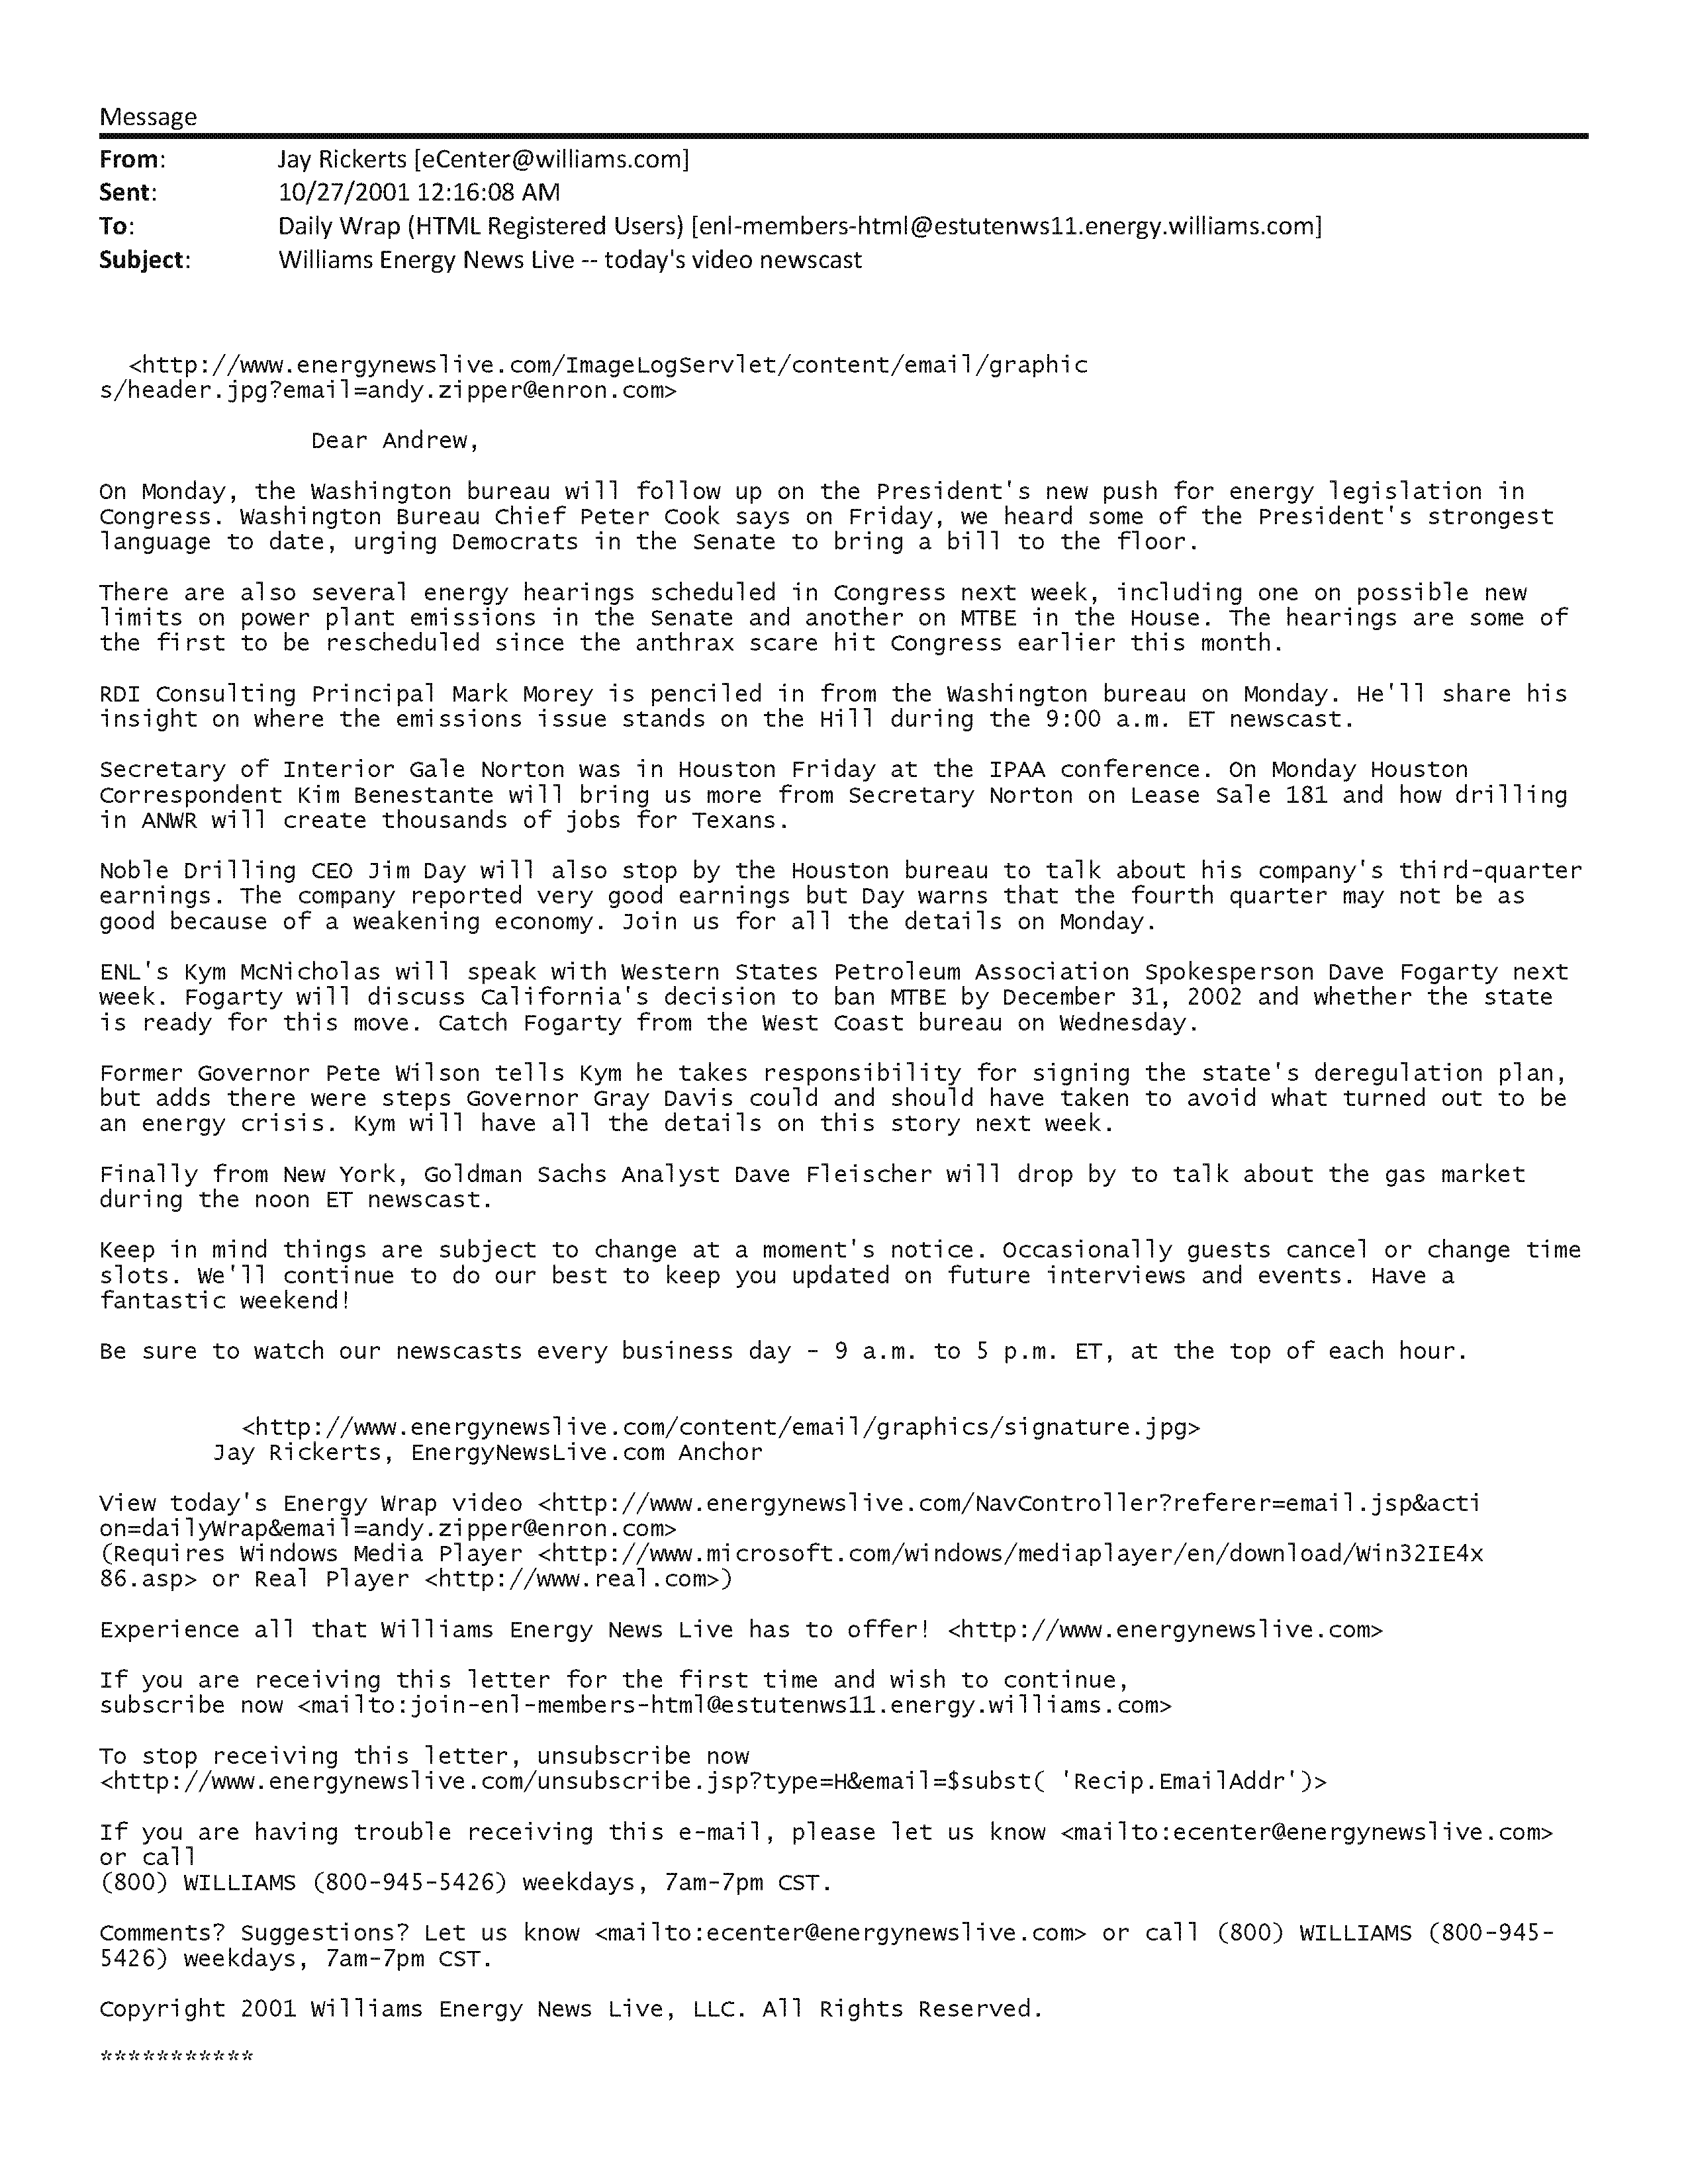 Message
From: Jay Rickerts [eCenter@williams.com]
Sent: 10/27/2001 12:16:08 AM
To: Daily Wrap (HTML Registered Users) [enl-members-html@estutenws11.energy.williams.com]
Subject: Williams Energy News Live -- today's video newscast
<http://www.energynewslive.com/ImageLogServlet/content/email/graphic
s/header.jpg?email=andy.zipper@enron.com>
Dear Andrew,
On Monday, the Washington bureau will follow up on the President's new push for energy legislation in
Congress. Washington Bureau Chief Peter Cook says on Friday, we heard some of the President's strongest
language to date, urging Democrats in the Senate to bring a bill to the floor.
There are also several energy hearings scheduled in Congress next week, including one on possible new
limits on power plant emissions in the Senate and another on MTBE in the House. The hearings are some of
the first to be rescheduled since the anthrax scare hit Congress earlier this month.
RDI Consulting Principal Mark Morey is penciled in from the Washington bureau on Monday. He'll share his
insight on where the emissions issue stands on the Hill during the 9:00 a.m. ET newscast.
Secretary of Interior Gale Norton was in Houston Friday at the IPAA conference. On Monday Houston
Correspondent Kim Benestante will bring us more from Secretary Norton on Lease Sale 181 and how drilling
in ANWR will create thousands of jobs for Texans.
Noble Drilling CEO Jim Day will also stop by the Houston bureau to talk about his company's third-quarter
earnings. The company reported very good earnings but Day warns that the fourth quarter may not be as
good because of a weakening economy. Join us for all the details on Monday.
ENL's Kym McNicholas will speak with Western States Petroleum Association Spokesperson Dave Fogarty next
week. Fogarty will discuss California's decision to ban MTBE by December 31, 2002 and whether the state
is ready for this move. Catch Fogarty from the West Coast bureau on Wednesday.
Former Governor Pete Wilson tells Kym he takes responsibility for signing the state's deregulation plan,
but adds there were steps Governor Gray Davis could and should have taken to avoid what turned out to be
an energy crisis. Kym will have all the details on this story next week.
Finally from New York, Goldman Sachs Analyst Dave Fleischer will drop by to talk about the gas market
during the noon ET newscast.
Keep in mind things are subject to change at a moment's notice. Occasionally guests cancel or change time
slots. We'll continue to do our best to keep you updated on future interviews and events. Have a
fantastic weekend!
Be sure to watch our newscasts every business day - 9 a.m. to 5 p.m. ET, at the top of each hour.
<http://www.energynewslive.com/content/email/graphics/signature.jpg>
Jay Rickerts, EnergyNewsLive.com Anchor
View today's Energy Wrap video <http://www.energynewslive.com/NavController?referer=email.jsp&acti
on=dailyWrap&email=andy.zipper@enron.com>
(Requires Windows Media Player <http://www.microsoft.com/windows/mediaplayer/en/download/Win32IE4x
86.asp> or Real Player <http://www.real.com>)
Experience all that Williams Energy News Live has to offer! <http://www.energynewslive.com>
If you are receiving this letter for the first time and wish to continue,
subscribe now <mailto:join-enl-members-html@estutenws11.energy.williams.com>
To stop receiving this letter, unsubscribe now
<http://www.energynewslive.com/unsubscribe.jsp?type=H&email=$subst( 'Recip.EmailAddr')>
If you are having trouble receiving this e-mail, please let us know <mailto:ecenter@energynewslive.com>
or call
(800) WILLIAMS (800-945-5426) weekdays, 7am-7pm CST.
Comments? Suggestions? Let us know <mailto:ecenter@energynewslive.com> or call (800) WILLIAMS (800-945-
5426) weekdays, 7am-7pm CST.
Copyright 2001 Williams Energy News Live, LLC. All Rights Reserved.
***********